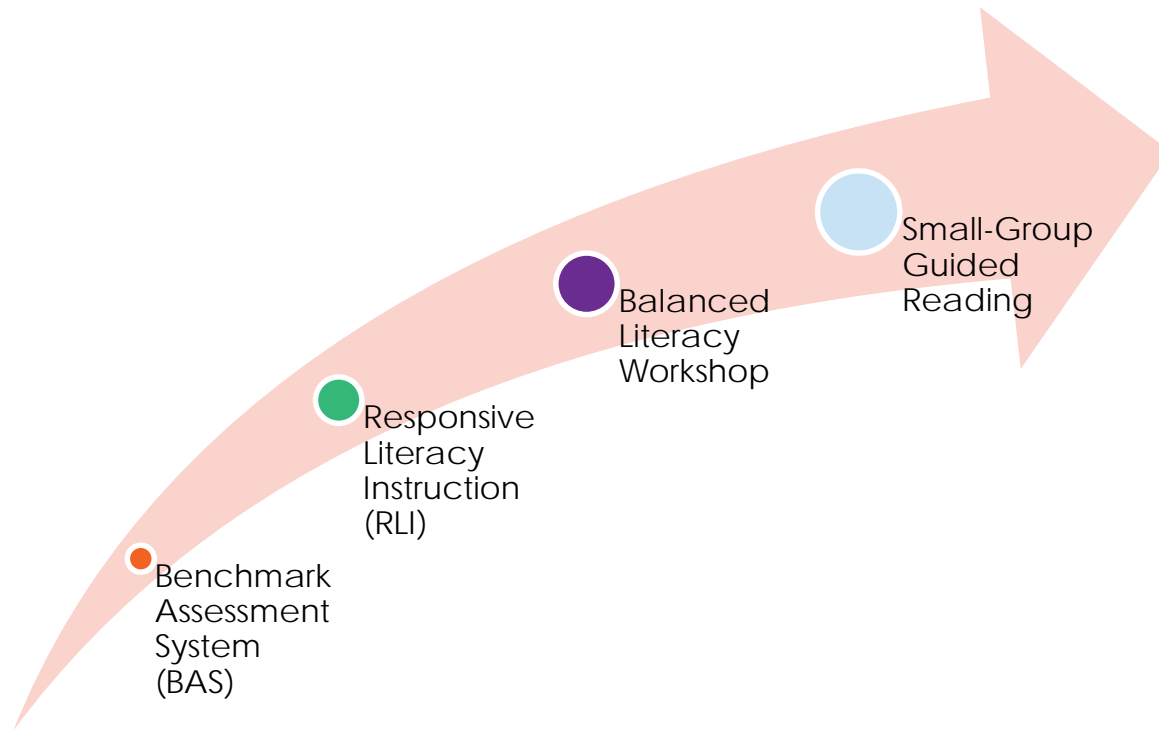 Benchmark
Assessment
System
(BAS)
Responsive
Literacy
Instruction
(RLI)
Balanced
Literacy
Workshop
Small-Group
Guided
Reading